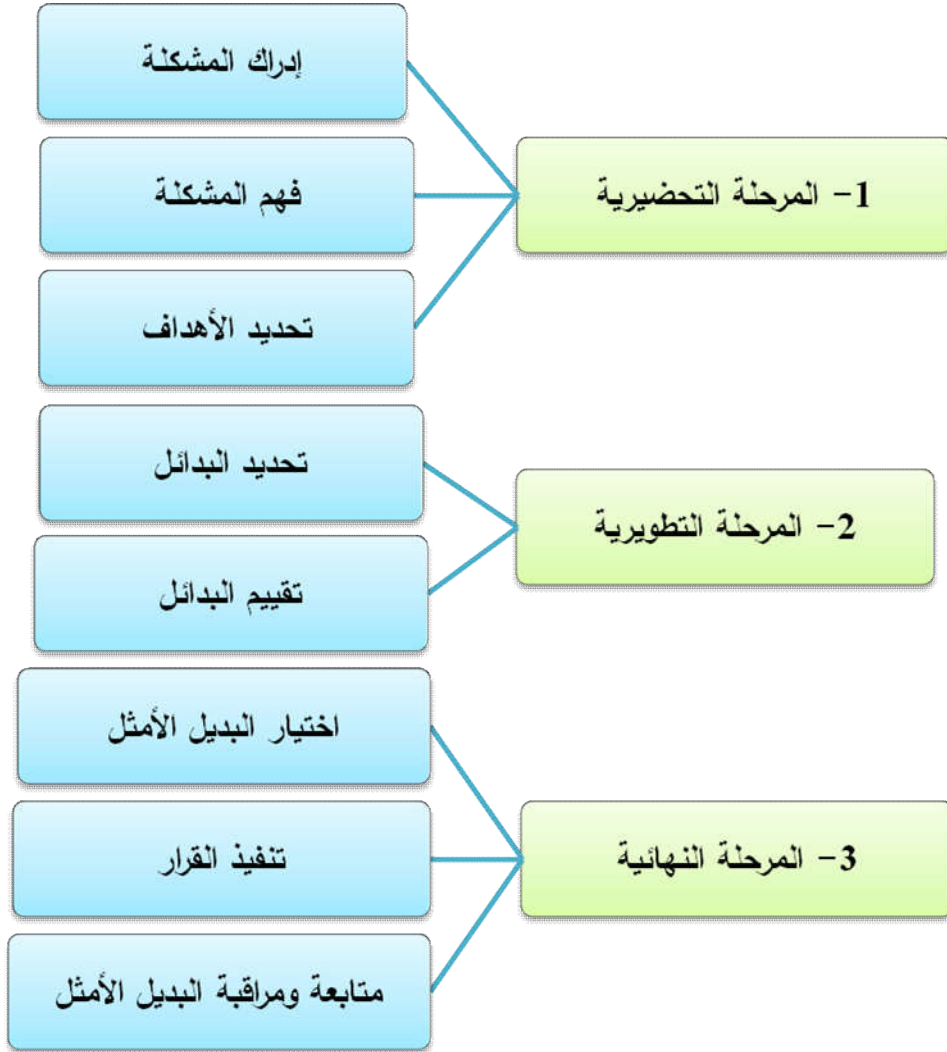 1- المرحلة التحضيرية
إدراك المشكلة
فهم المشكلة
تحديد الأهداف
2- المرحلة التطويرية
تحديد البدائل
تقييم البدائل
3- المرحلة النهائية
اختيار البديل الأمثل
تنفيذ القرار
متابعة ومراقبة البديل الأمثل